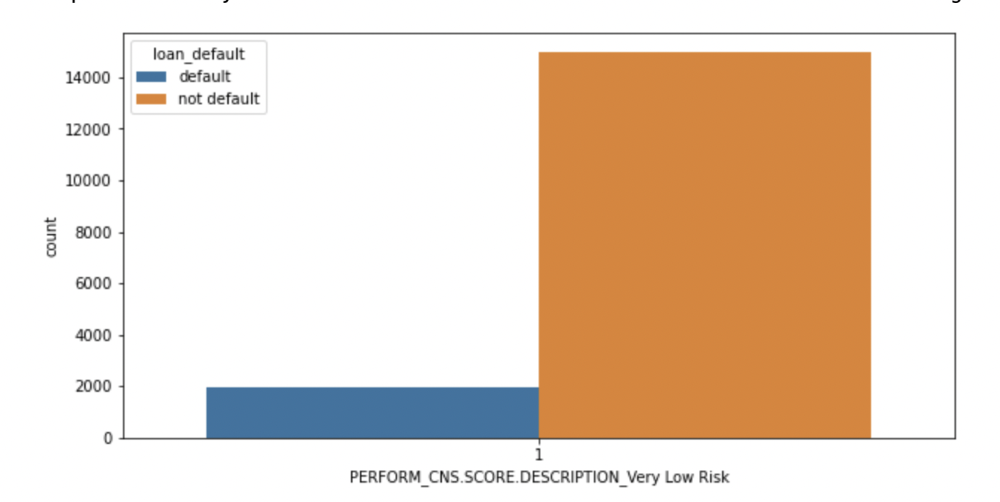 loan_default
default
not default
14000
12000
10000
8000
6000
4000
2000
0
count
1
PERFORM_CNS.SCORE.DESCRIPTION_Very Low Risk